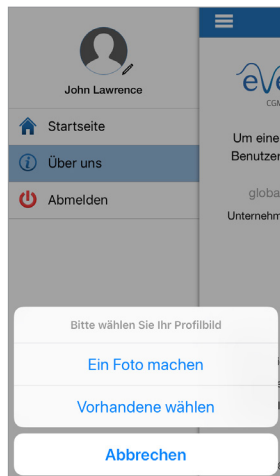 John Lawrence
Startseite
Über uns
Abmelden
CGM
Um eine
Benutzer
globa
Unternehm
Bitte wählen Sie Ihr Profilbild
Ein Foto machen
Vorhandene wählen
Abbrechen